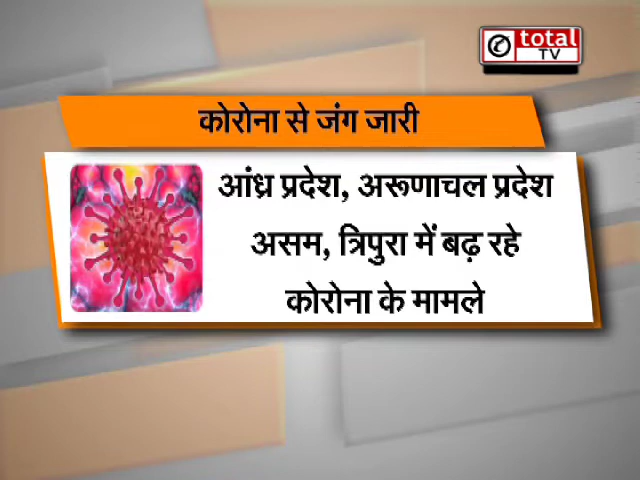 total
TV
कोरोना से जंग जारी
आंध्र प्रदेश, अरूणाचल प्रदेश
असम, त्रिपुरा में बढ़ रहे
कोरोना के मामले